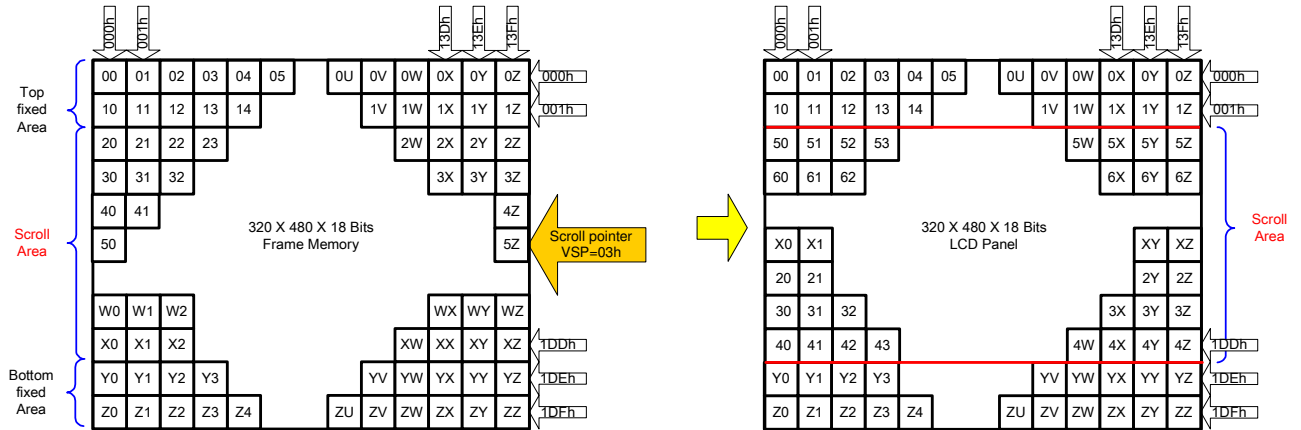 000h 001h 13Dh 13Eh 13Fh 000h 001h 13Dh 13Eh 13Fh
00 01 02 03 04 05 0U 0V 0W 0X 0Y 0Z 000h 00 01 02 03 04 05 0U 0V 0W 0X 0Y 0Z 000h
Top
fixed
Area
10 11 12 13 14 1V 1W 1X 1Y 1Z 001h 10 11 12 13 14 1V 1W 1X 1Y 1Z 001h
20 21 22 23 2W 2X 2Y 2Z 50 51 52 53 5W 5X 5Y 5Z
30 31 32 3X 3Y 3Z 60 61 62 6X 6Y 6Z
40 41 4Z
Scroll
Area
320 X 480 X 18 Bits
Frame Memory
50 5Z
Scroll pointer
VSP=03h
320 X 480 X 18 Bits
LCD Panel
Scroll
Area
X0 X1 XY XZ
20 21 2Y 2Z
W0 W1 W2 WX WY WZ 30 31 32 3X 3Y 3Z
X0 X1 X2 XW XX XY XZ 1DDh 40 41 42 43 4W 4X 4Y 4Z 1DDh
Bottom
fixed
Area
Y0 Y1 Y2 Y3 YV YW YX YY YZ 1DEh Y0 Y1 Y2 Y3 YV YW YX YY YZ 1DEh
Z0 Z1 Z2 Z3 Z4 ZU ZV ZW ZX ZY ZZ 1DFh Z0 Z1 Z2 Z3 Z4 ZU ZV ZW ZX ZY ZZ 1DFh